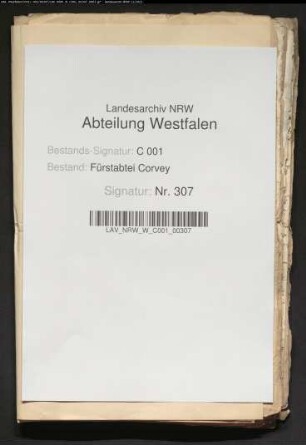 Landesarchiv NRW
Abteilung Westfalen
Bestands-Signatur: C 001
Bestand: Fürstabtei Corvey
Signatur: Nr. 307
LAV_NRW_W_C001_00307